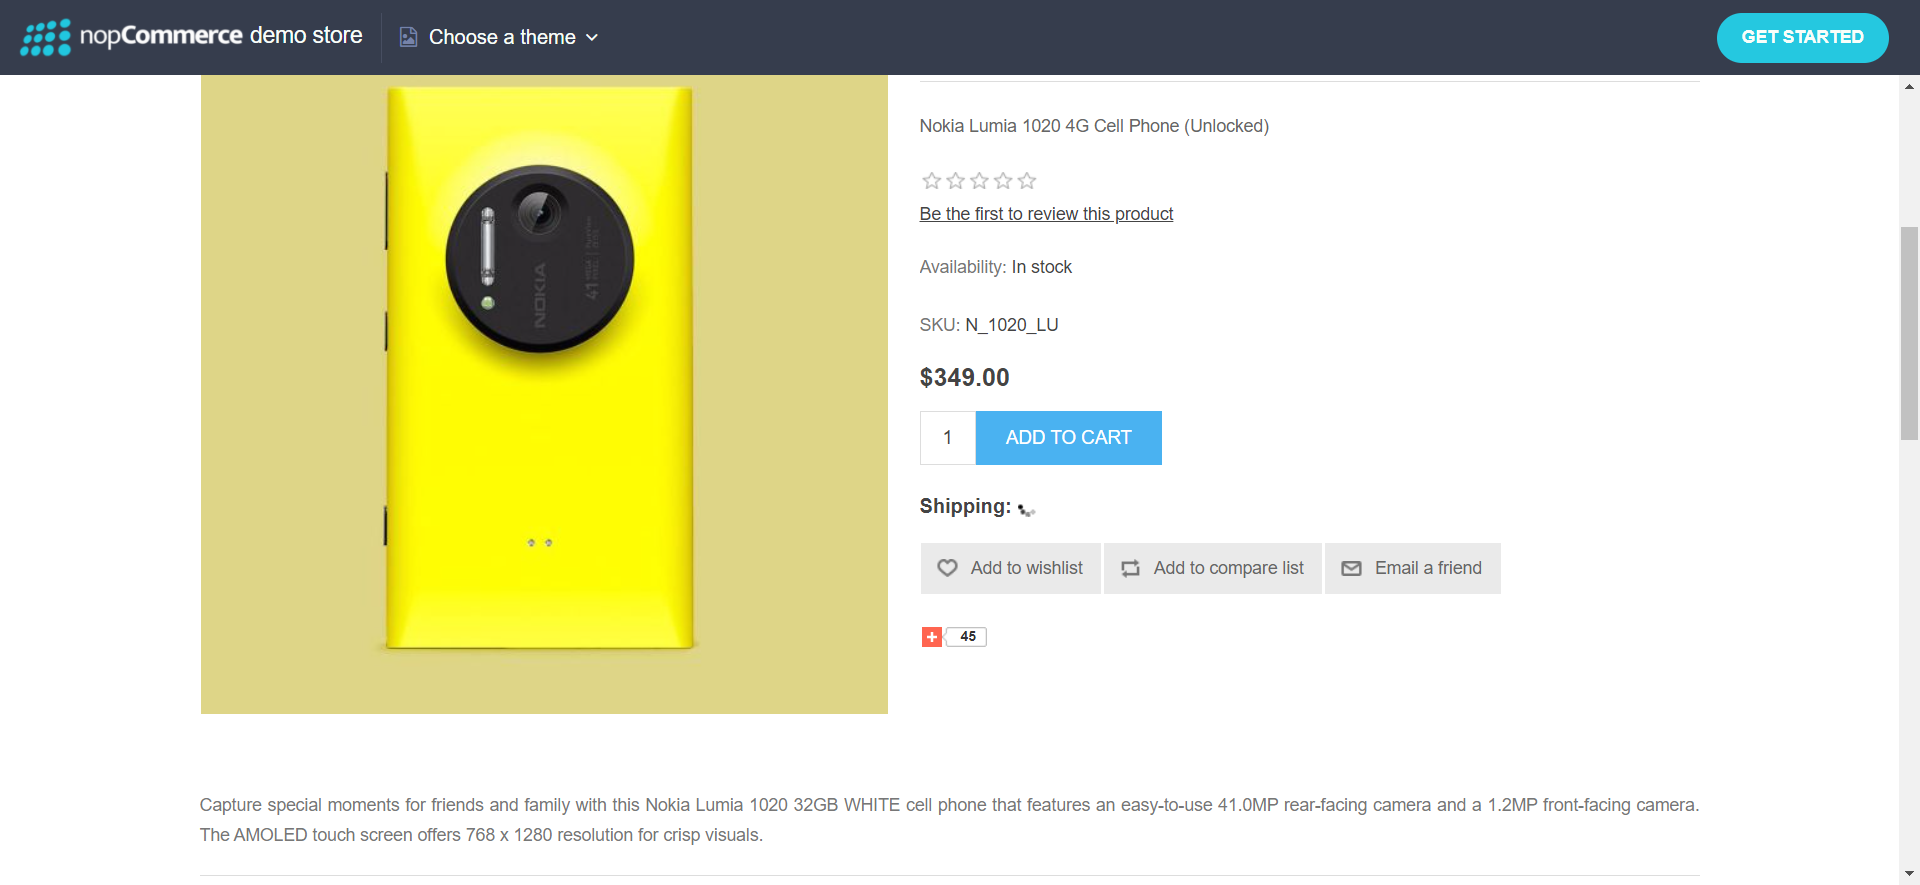 nopCommerce demo store
Choose a theme
GET STARTED
NOKIA
41
Nokia Lumia 1020 4G Cell Phone (Unlocked)
Be the first to review this product
Availability: In stock
SKU: N_1020_LU
$349.00
1
ADD TO CART
Shipping:
Add to wishlist
Add to compare list
Email a friend
45
Capture special moments for friends and family with this Nokia Lumia 1020 32GB WHITE cell phone that features an easy-to-use 41.0MP rear-facing camera and a 1.2MP front-facing camera.
The AMOLED touch screen offers 768 x 1280 resolution for crisp visuals.